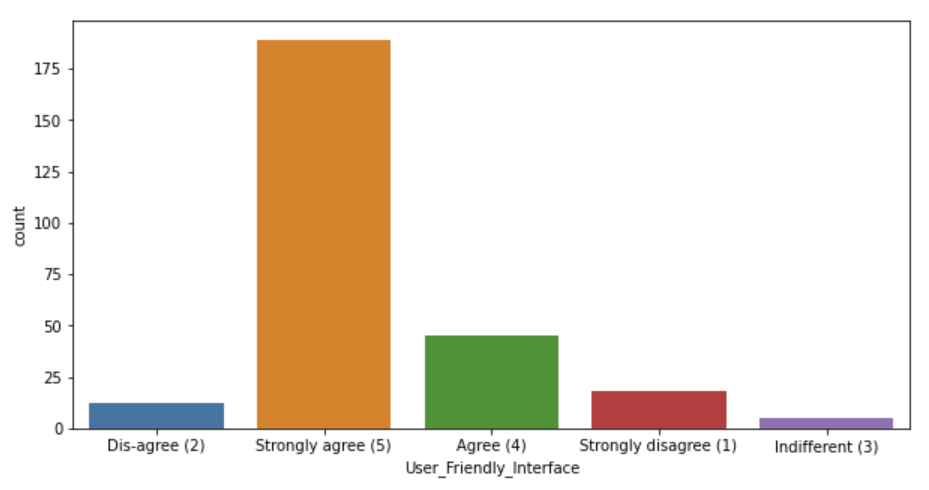 175
150
125
100
75
50
25
0
count
Dis-agree (2) Strongly agree (5) Agree (4) Strongly disagree (1) Indifferent (3)
User_Friendly_Interface